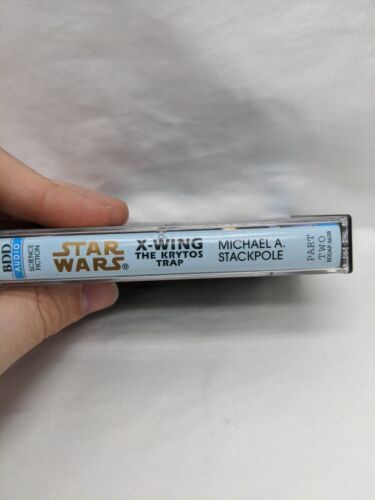 BDD
AUDIO
SCIENCE
FICTION
STAR
WARS®
X-WING
THE KRYTOS
TRAP
MICHAEL A.
STACKPOLE
PART
TWO